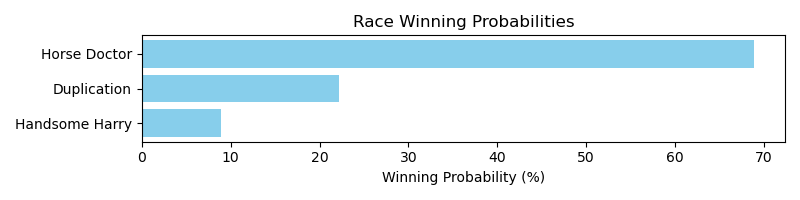 Race Winning Probabilities
Horse Doctor
Duplication
Handsome Harry
0 10 20 30 40 50 60 70
Winning Probability (%)